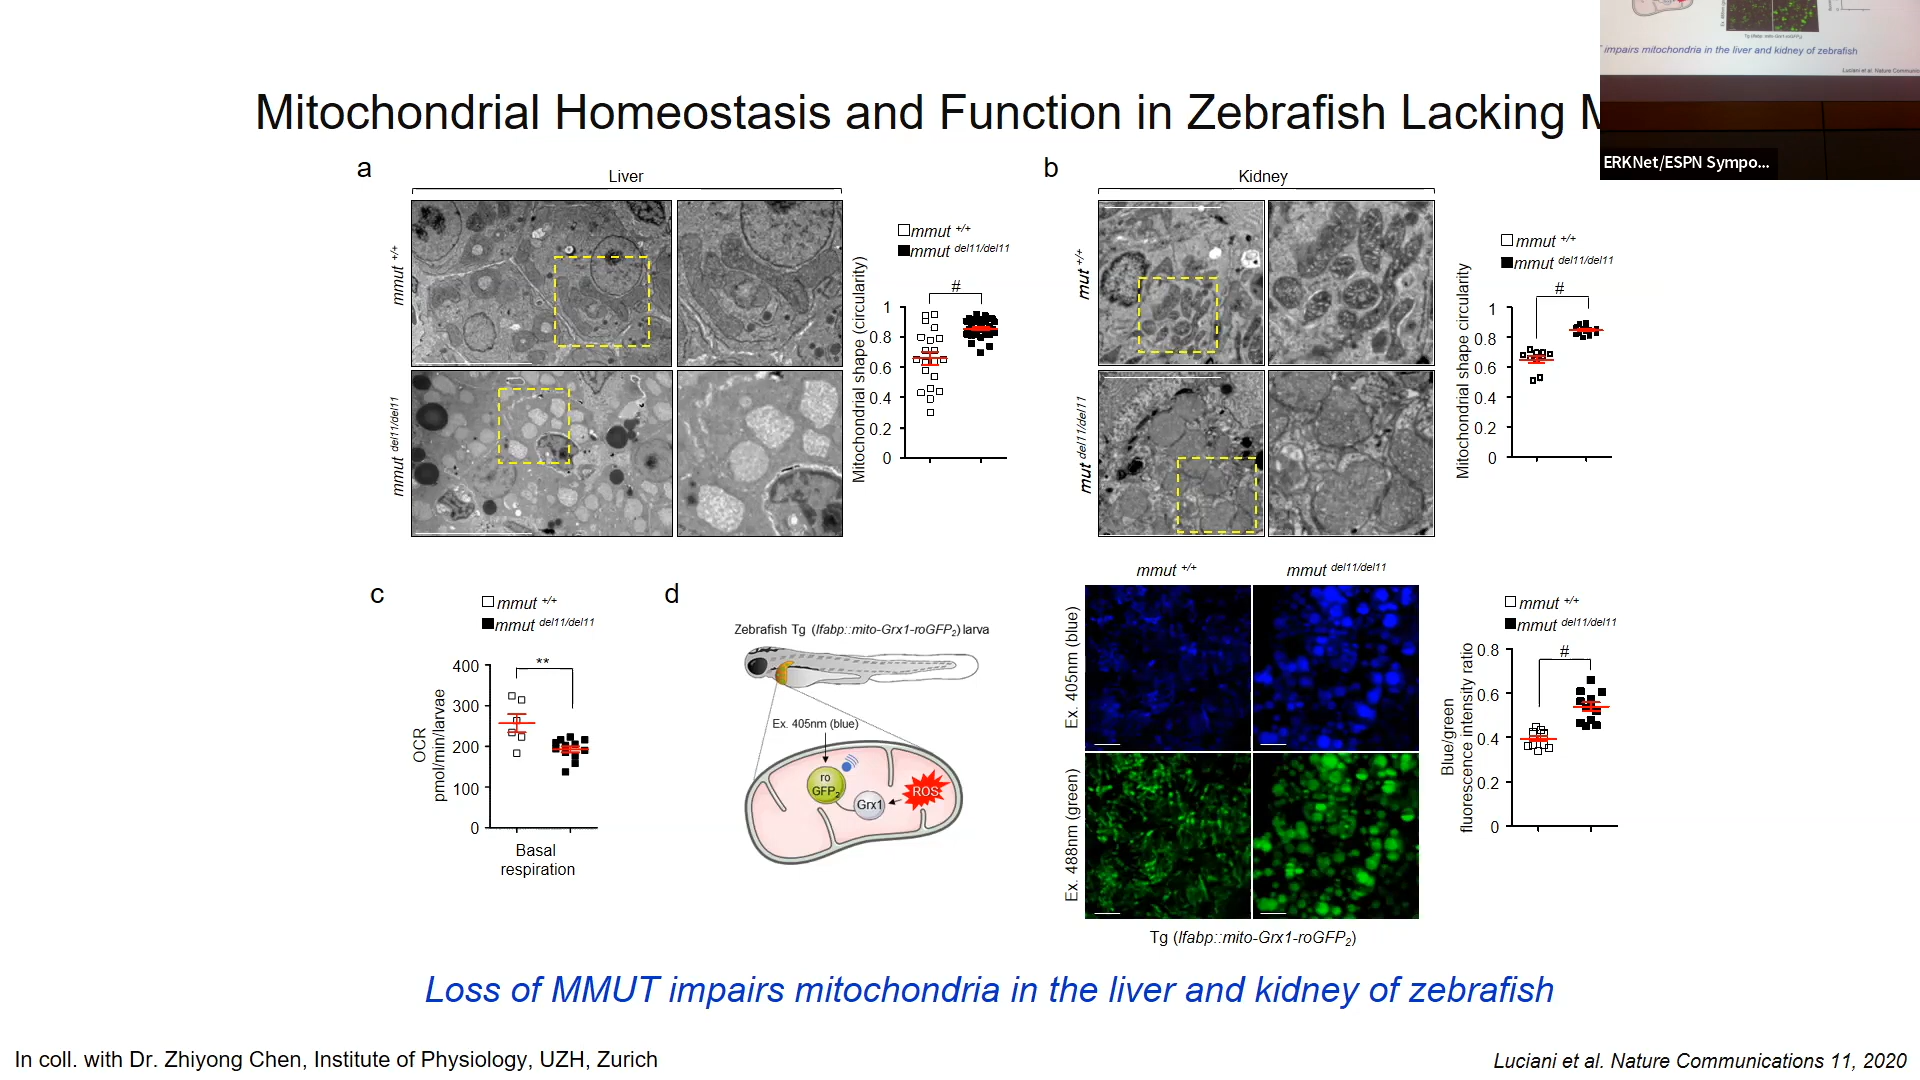 impairs mitochondria in the liver and kidney of zebrafish
Mitochondrial Homeostasis and Function in Zebrafish Lacking
ERKNet/ESPN Sympo...
a
Liver
mmut +/+
mmut del11/del11
mmut +/+
mmut del11/del11
#
Mitochondrial shape (circularity)
1
0.8
0.6
0.4
0.2
0
b
Kidney
mut +/+
mut del11/del11
mmut +/+
mmut del11/del11
#
Mitochondrial shape circularity
1
0.8
0.6
0.4
0.2
0
c
mmut +/+
mmut del11/del11
**
OCR
pmol/min/larvae
400
300
200
100
0
Basal
respiration
d
Zebrafish Tg (lfabp::mito-Grx1-roGFP2) larva
Ex. 405nm (blue)
ro
GFP2
Grx1
ROS
mmut +/+
mmut del11/del11
Ex. 405nm (blue)
Ex. 488nm (green)
Tg (lfabp::mito-Grx1-roGFP2)
mmut +/+
mmut del11/del11
#
Blue/green
fluorescence intensity ratio
0.8
0.6
0.4
0.2
0
Loss of MMUT impairs mitochondria in the liver and kidney of zebrafish
In coll. with Dr. Zhiyong Chen, Institute of Physiology, UZH, Zurich
Luciani et al. Nature Communications 11, 2020